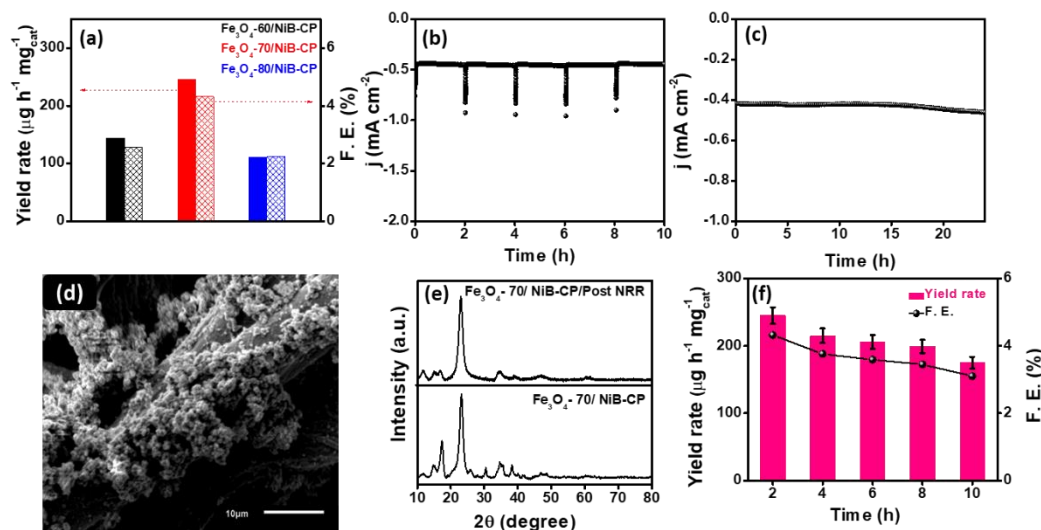 (a)
Fe₃O₄-60/NiB-CP
Fe₃O₄-70/NiB-CP
Fe₃O₄-80/NiB-CP
Yield rate (µg h⁻¹ mg⁻¹cat)
300
200
100
0
F. E. (%)
6
4
2
0
(b)
j (mA cm⁻²)
0.0
-0.5
-1.0
-1.5
-2.0
0 2 4 6 8 10
Time (h)
(c)
j (mA cm⁻²)
0.0
-0.2
-0.4
-0.6
-0.8
-1.0
0 5 10 15 20
Time (h)
(d)
10µm
(e)
Fe₃O₄- 70/ NiB-CP/Post NRR
Fe₃O₄- 70/ NiB-CP
Intensity (a.u.)
10 20 30 40 50 60 70 80
2θ (degree)
(f)
Yield rate
F. E.
Yield rate (µg h⁻¹ mg⁻¹cat)
300
200
100
0
F. E. (%)
6
4
2
0
2 4 6 8 10
Time (h)